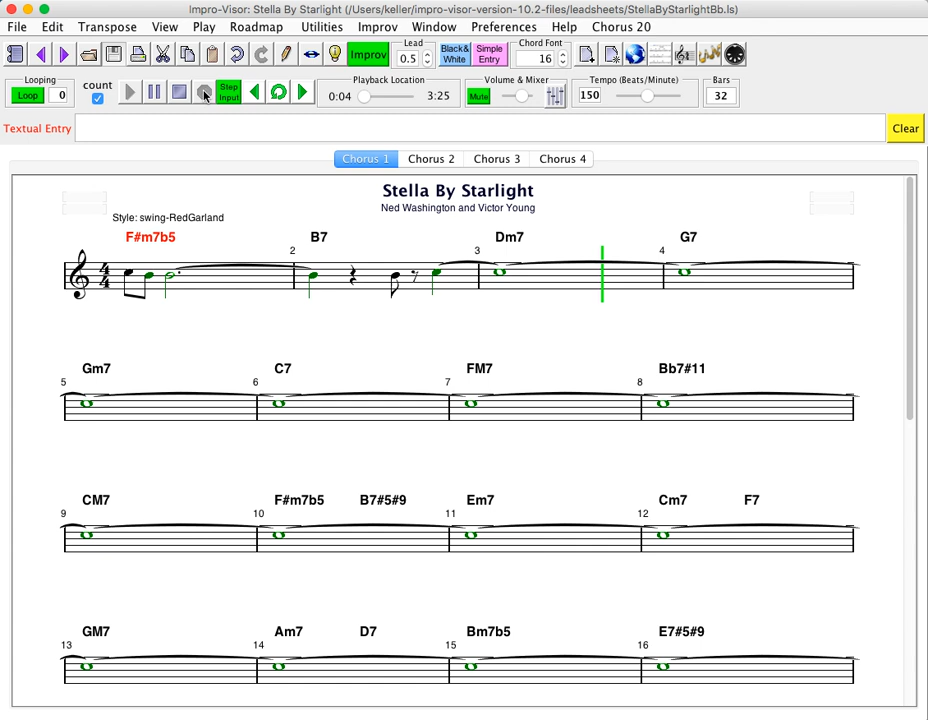 Impro-Visor: Stella By Starlight (/Users/keller/impro-visor-version-10.2-files/leadsheets/StellaByStarlightBb.ls)
File Edit Transpose View Play Roadmap Utilities Improv Window Preferences Help Chorus 20
Improv Lead 0.5 Black & White Simple Entry Chord Font 16
Looping Loop 0 count Step Input Playback Location 0:04 3:25 Volume & Mixer Mute Tempo (Beats/Minute) 150 Bars 32
Textual Entry Clear
Chorus 1 Chorus 2 Chorus 3 Chorus 4
Stella By Starlight
Ned Washington and Victor Young
Style: swing-RedGarland
F#m7b5 B7 Dm7 G7
2 3 4
4
4
Gm7 C7 FM7 Bb7#11
5 6 7 8
CM7 F#m7b5 B7#5#9 Em7 Cm7 F7
9 10 11 12
GM7 Am7 D7 Bm7b5 E7#5#9
13 14 15 16